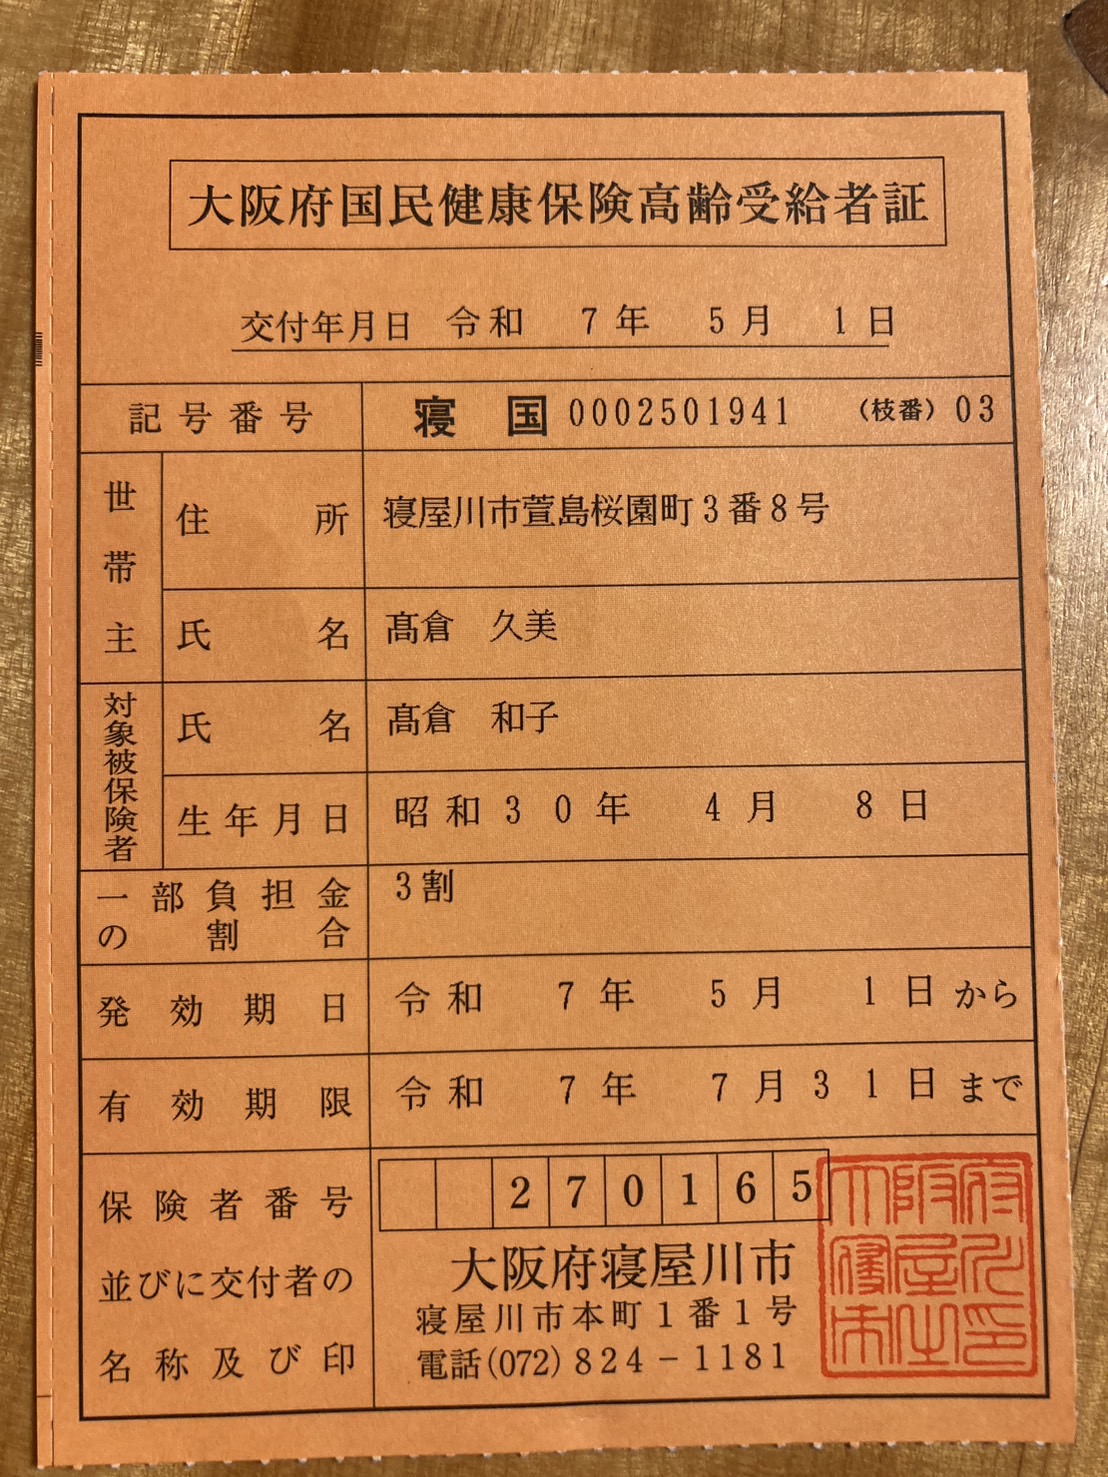 大阪府国民健康保険高齢受給者証
交付年月日 令和 7年 5月 1日
記号番号 寝 国 0002501941 (枝番) 03
世帯主
住所 寝屋川市萱島桜園町3番8号
氏名 髙倉 久美
対象被保険者
氏名 髙倉 和子
生年月日 昭和30年 4月 8日
一部負担金の割合 3割
発効期日 令和 7年 5月 1日から
有効期限 令和 7年 7月31日まで
保険者番号並びに交付者の名称及び印
270165
大阪府寝屋川市
寝屋川市本町1番1号
電話(072)824-1181
大阪府寝屋川市